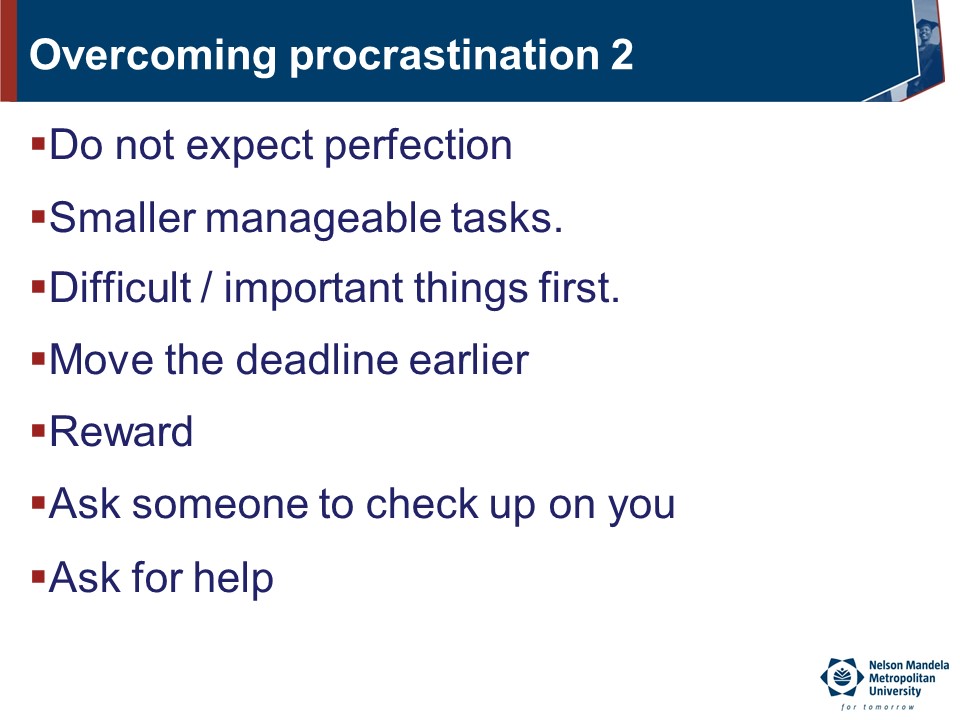 Overcoming procrastination 2
▪Do not expect perfection
▪Smaller manageable tasks.
▪Difficult / important things first.
▪Move the deadline earlier
▪Reward
▪Ask someone to check up on you
▪Ask for help
Nelson Mandela
Metropolitan
University
for tomorrow